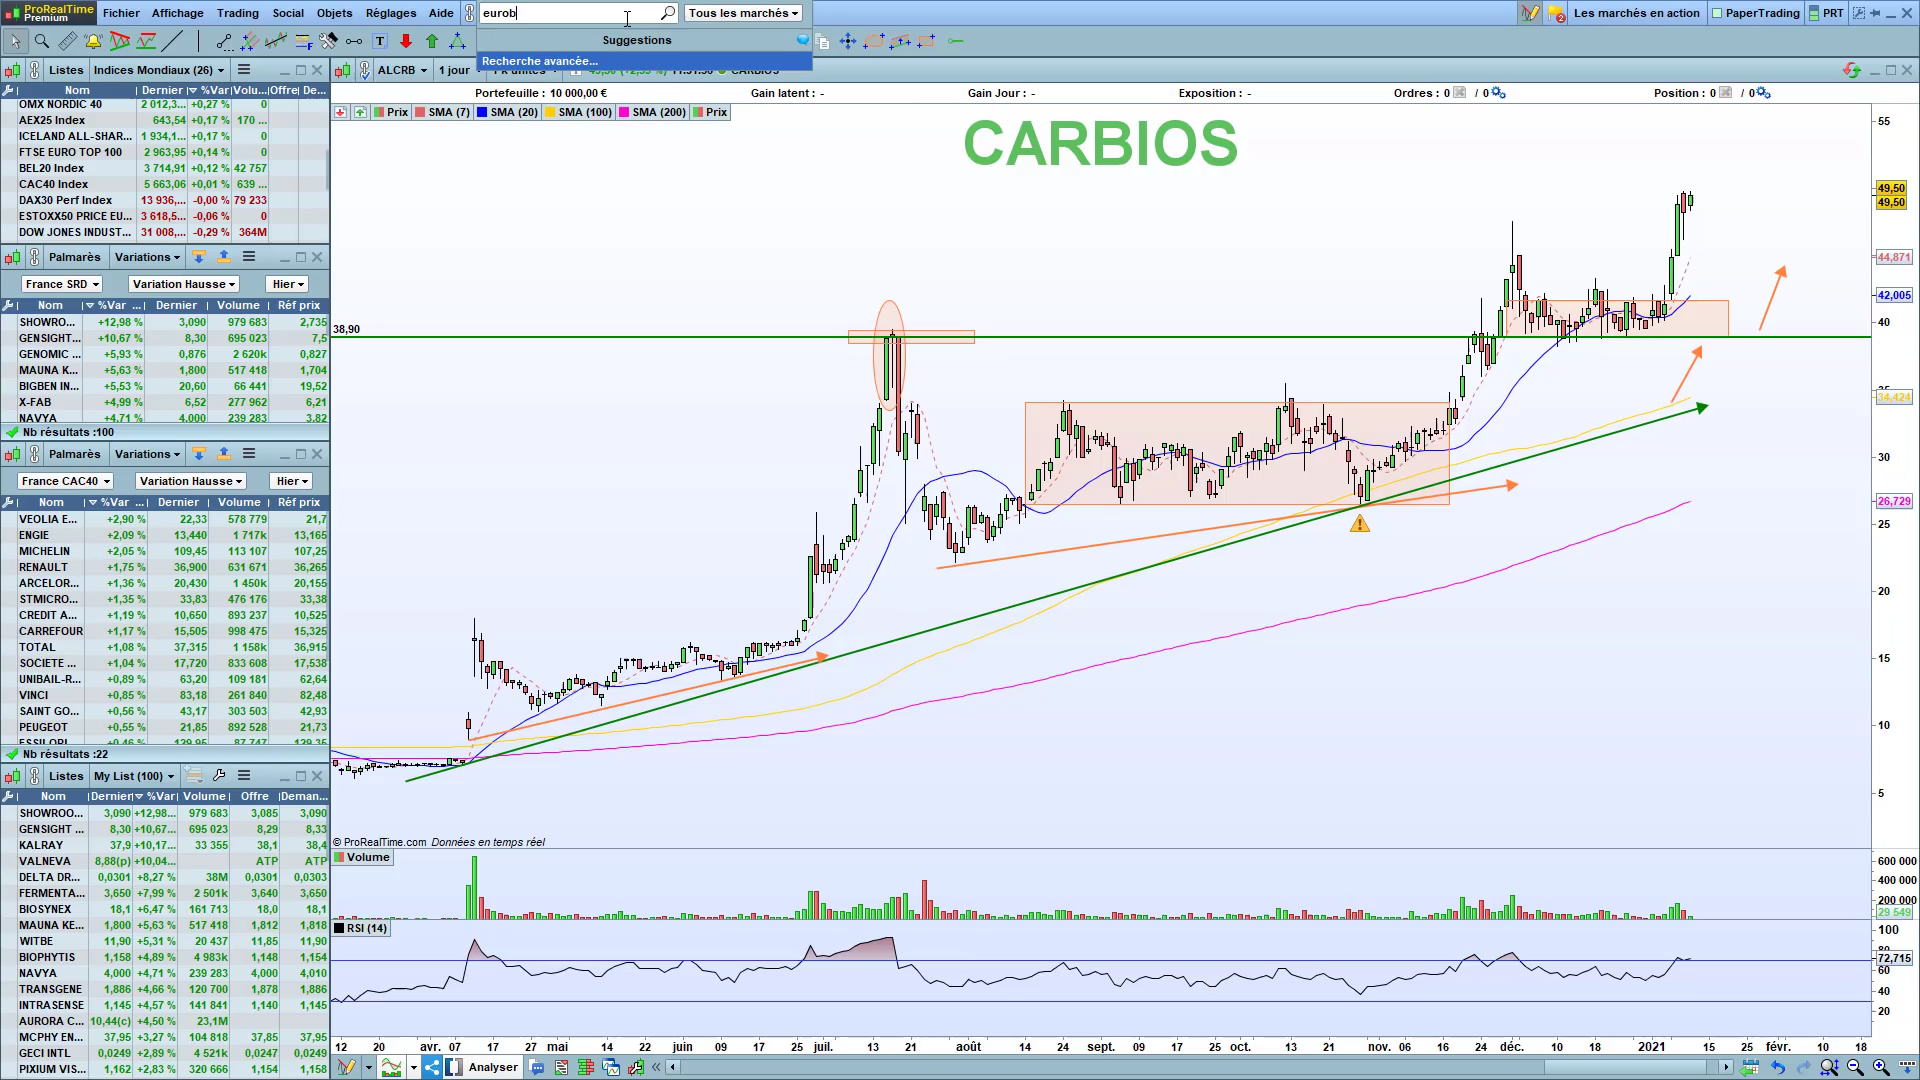 ProRealTime
Premium
Fichier Affichage Trading Social Objets Réglages Aide
eurob
Tous les marchés
Les marchés en action PaperTrading PRT
Suggestions
Recherche avancée...
Listes Indices Mondiaux (26)
ALCRB 1 jour
Nom Dernier %Var Volu... Offre De...
OMX NORDIC 40 2 012,3... +0,27 % 0
AEX25 Index 643,54 +0,17 % 170 ...
ICELAND ALL-SHAR... 1 934,1... +0,17 % 0
FTSE EURO TOP 100 2 963,95 +0,14 % 0
BEL20 Index 3 714,91 +0,12 % 42 757
CAC40 Index 5 663,06 +0,01 % 639 ...
DAX30 Perf Index 13 936,... -0,00 % 79 233
ESTOXX50 PRICE EU... 3 618,5... -0,06 % 0
DOW JONES INDUST... 31 008,... -0,29 % 364M
Palmarès Variations
France SRD Variation Hausse Hier
Nom %Var ... Dernier Volume Réf prix
SHOWRO... +12,98 % 3,090 979 683 2,735
GENSIGHT... +10,67 % 8,30 695 023 7,5
GENOMIC ... +5,93 % 0,876 2 620k 0,827
MAUNA K... +5,63 % 1,800 517 418 1,704
BIGBEN IN... +5,53 % 20,60 66 441 19,52
X-FAB +4,99 % 6,52 277 962 6,21
NAVYA +4,71 % 4,000 239 283 3,82
Nb résultats :100
Palmarès Variations
France CAC40 Variation Hausse Hier
Nom %Var ... Dernier Volume Réf prix
VEOLIA E... +2,90 % 22,33 578 779 21,7
ENGIE +2,09 % 13,440 1 717k 13,165
MICHELIN +2,05 % 109,45 113 107 107,25
RENAULT +1,75 % 36,900 631 671 36,265
ARCELOR... +1,36 % 20,430 1 450k 20,155
STMICRO... +1,35 % 33,83 476 176 33,38
CREDIT A... +1,19 % 10,650 893 237 10,525
CARREFOUR +1,17 % 15,505 998 475 15,325
TOTAL +1,08 % 37,315 1 158k 36,915
SOCIETE ... +1,04 % 17,720 833 608 17,538
UNIBAIL-R... +0,89 % 63,20 109 181 62,64
VINCI +0,85 % 83,18 261 840 82,48
SAINT GO... +0,56 % 43,17 303 503 42,93
PEUGEOT +0,55 % 21,85 892 528 21,73
ESSILORL... +0,46 % 129,95 87 747 129,35
Nb résultats :22
Listes My List (100)
Nom Dernier %Var Volume Offre Deman...
SHOWROO... 3,090 +12,98... 979 683 3,085 3,090
GENSIGHT ... 8,30 +10,67... 695 023 8,29 8,33
KALRAY 37,9 +10,17... 33 355 38,1 38,4
VALNEVA 8,88(p) +10,04... ATP ATP
DELTA DR... 0,0301 +8,27 % 38M 0,0301 0,0303
FERMENTA... 3,650 +7,99 % 2 501k 3,640 3,650
BIOSYNEX 18,1 +6,47 % 161 713 18,0 18,1
MAUNA KE... 1,800 +5,63 % 517 418 1,812 1,818
WITBE 11,90 +5,31 % 20 437 11,85 11,90
BIOPHYTIS 1,158 +4,89 % 4 983k 1,148 1,154
NAVYA 4,000 +4,71 % 239 283 4,000 4,010
TRANSGENE 1,886 +4,66 % 120 700 1,878 1,886
INTRASENSE 1,145 +4,57 % 141 841 1,140 1,145
AURORA C... 10,44(c) +4,50 % 23,1M
MCPHY EN... 37,95 +3,27 % 104 818 37,85 37,95
GECI INTL 0,0249 +2,89 % 4 521k 0,0247 0,0249
PIXIUM VIS... 1,162 +2,83 % 320 666 1,154 1,158
Portefeuille : 10 000,00 € Gain latent : - Gain Jour : - Exposition : - Ordres : 0 / 0 Position : 0 / 0
Prix SMA (7) SMA (20) SMA (100) SMA (200) Prix
CARBIOS
38,90
55
49,50
49,50
44,871
42,005
40
34,424
30
26,729
25
20
15
10
5
© ProRealTime.com Données en temps réel
Volume
600 000
400 000
200 000
29 549
RSI (14)
100
72,715
60
40
20
12 20 avr. 07 17 27 mai 14 22 juin 09 17 25 juil. 13 21 août 14 24 sept. 09 17 25 oct. 13 21 nov. 06 16 24 déc. 10 18 2021 15 25 févr. 10 18
Analyser